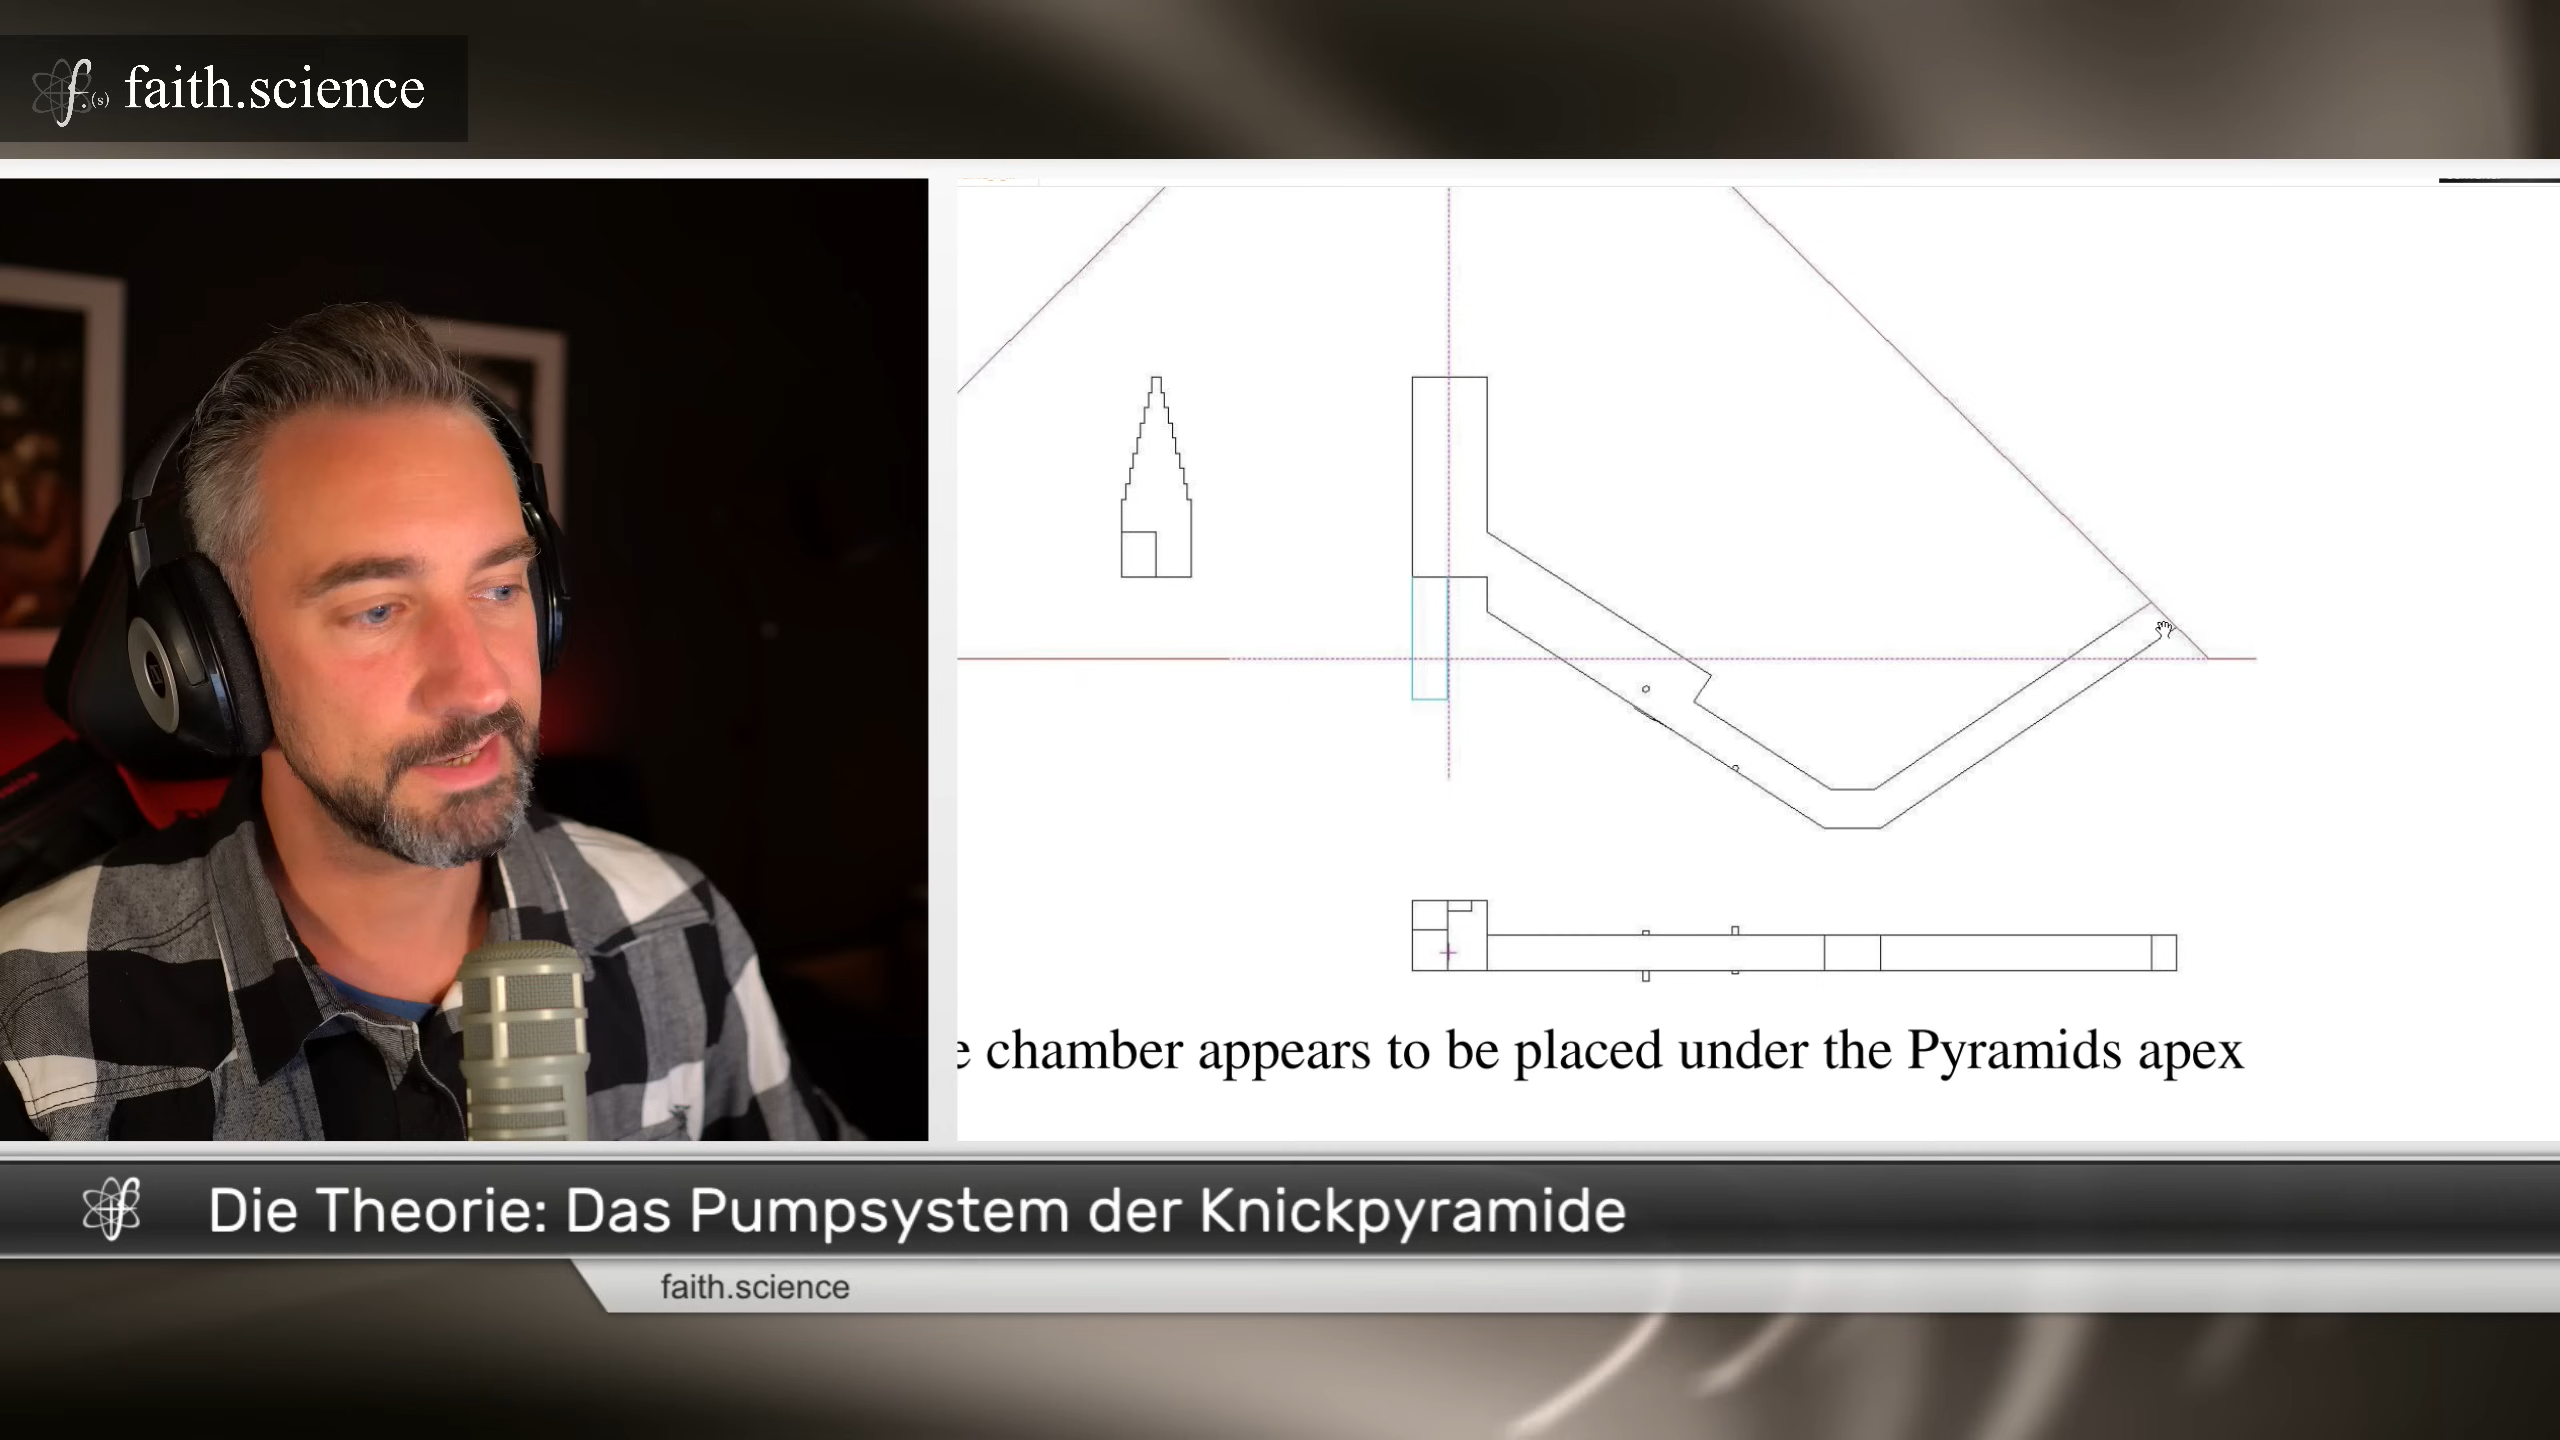 f(s) faith.science
e chamber appears to be placed under the Pyramids apex
Die Theorie: Das Pumpsystem der Knickpyramide
faith.science